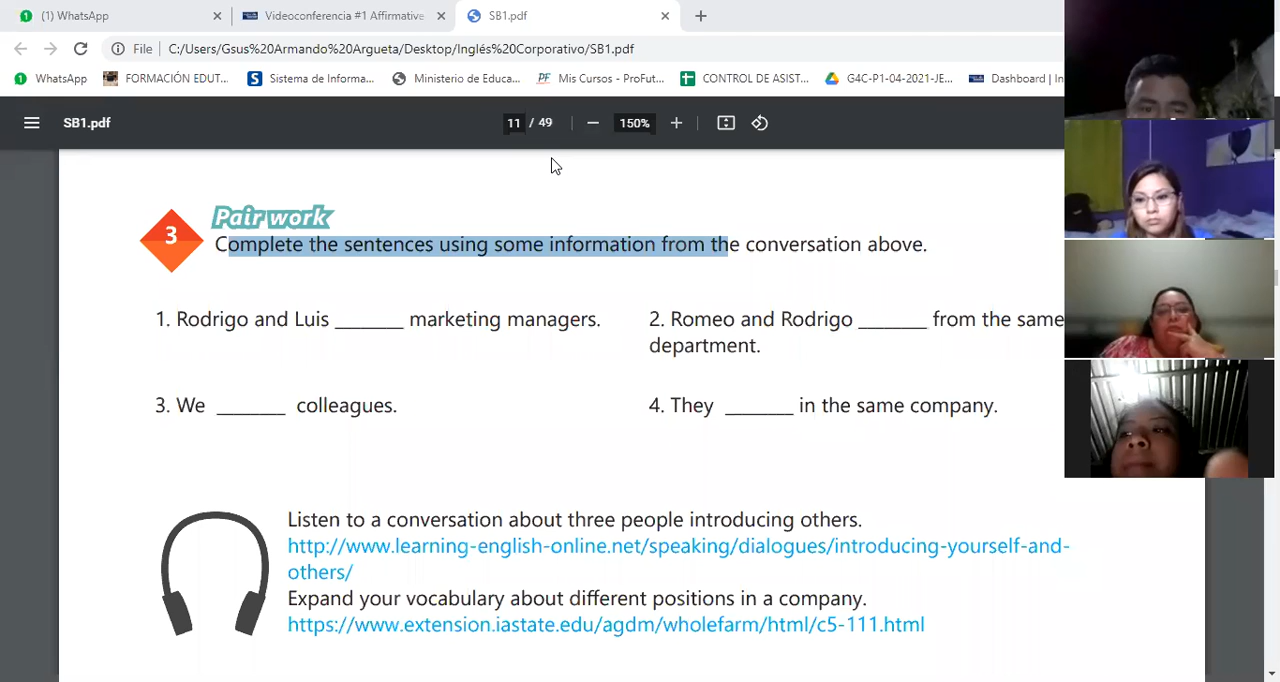 (1) WhatsApp
Videoconferencia #1 Affirmative
SB1.pdf
File
C:/Users/Gsus%20Armando%20Argueta/Desktop/Inglés%20Corporativo/SB1.pdf
WhatsApp
FORMACIÓN EDUT...
Sistema de Informa...
Ministerio de Educa...
Mis Cursos - ProFut...
CONTROL DE ASIST...
G4C-P1-04-2021-JE...
Dashboard | In
SB1.pdf
11 / 49
150%
3
Pair work
Complete the sentences using some information from the conversation above.
1. Rodrigo and Luis _______ marketing managers.
2. Romeo and Rodrigo _______ from the same
department.
3. We _______ colleagues.
4. They _______ in the same company.
Listen to a conversation about three people introducing others.
http://www.learning-english-online.net/speaking/dialogues/introducing-yourself-and-
others/
Expand your vocabulary about different positions in a company.
https://www.extension.iastate.edu/agdm/wholefarm/html/c5-111.html